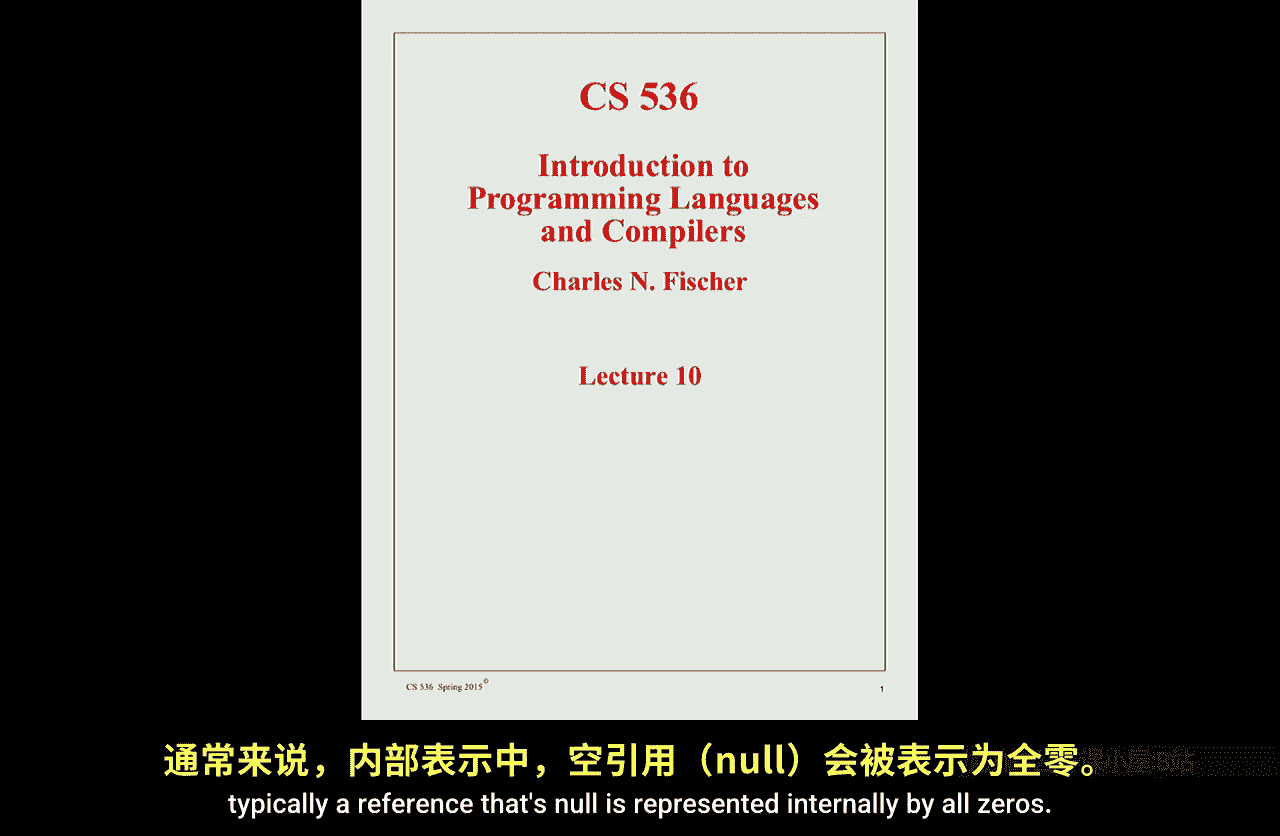 CS 536
Introduction to
Programming Languages
and Compilers
Charles N. Fischer
Lecture 10
CS 536 Spring 2015©
1
通常来说，内部表示中，空引用（null）会被表示为全零。
typically a reference that's null is represented internally by all zeros.